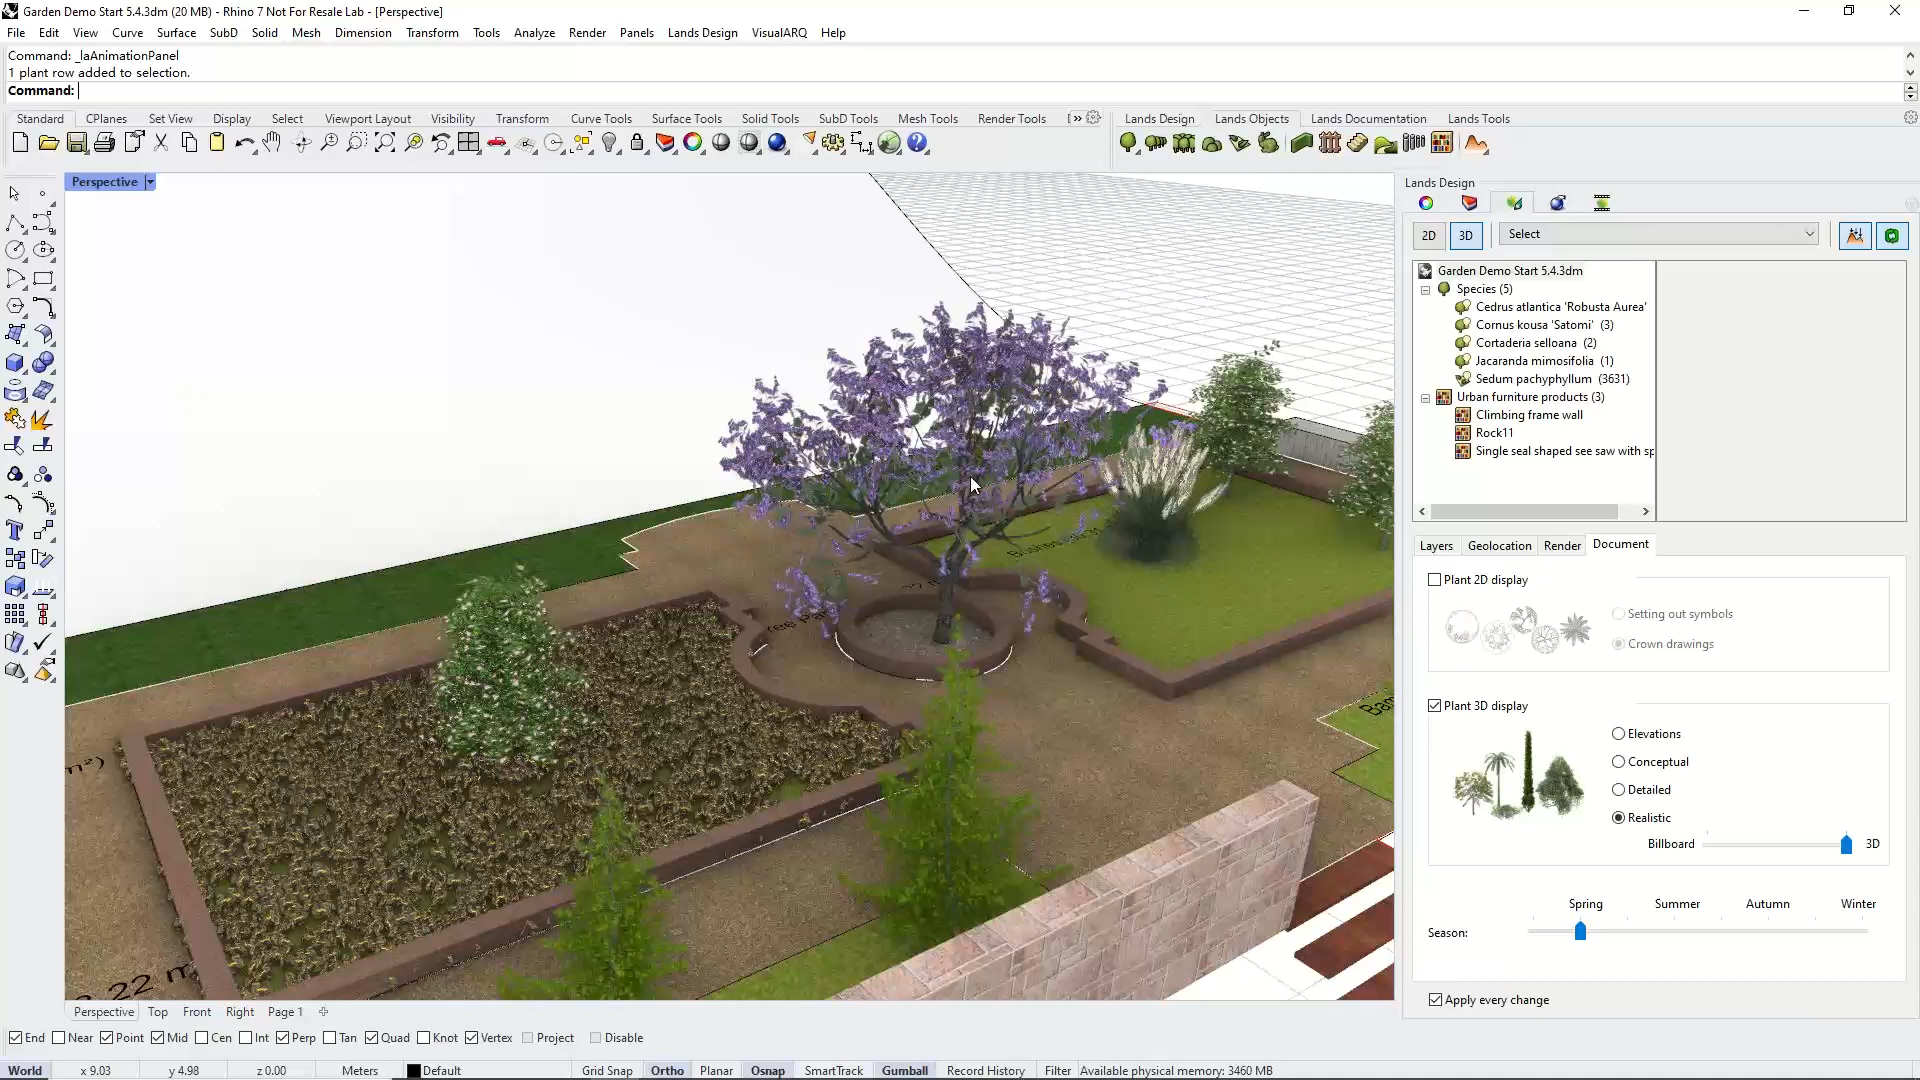 Garden Demo Start 5.4.3dm (20 MB) - Rhino 7 Not For Resale Lab - [Perspective]
File Edit View Curve Surface SubD Solid Mesh Dimension Transform Tools Analyze Render Panels Lands Design VisualARQ Help
Command: _laAnimationPanel
1 plant row added to selection.
Command:
Standard CPlanes Set View Display Select Viewport Layout Visibility Transform Curve Tools Surface Tools Solid Tools SubD Tools Mesh Tools Render Tools Lands Design Lands Objects Lands Documentation Lands Tools
Perspective
Lands Design
2D 3D Select
Garden Demo Start 5.4.3dm
Species (5)
Cedrus atlantica 'Robusta Aurea'
Cornus kousa 'Satomi' (3)
Cortaderia selloana (2)
Jacaranda mimosifolia (1)
Sedum pachyphyllum (3631)
Urban furniture products (3)
Climbing frame wall
Rock11
Single seal shaped see saw with sp
Layers Geolocation Render Document
Plant 2D display
Setting out symbols
Crown drawings
Plant 3D display
Elevations
Conceptual
Detailed
Realistic
Billboard 3D
Spring Summer Autumn Winter
Season:
Apply every change
m²)
22 m
Perspective Top Front Right Page 1
End Near Point Mid Cen Int Perp Tan Quad Knot Vertex Project Disable
World x 9.03 y 4.98 z 0.00 Meters Default Grid Snap Ortho Planar Osnap SmartTrack Gumball Record History Filter Available physical memory: 3460 MB